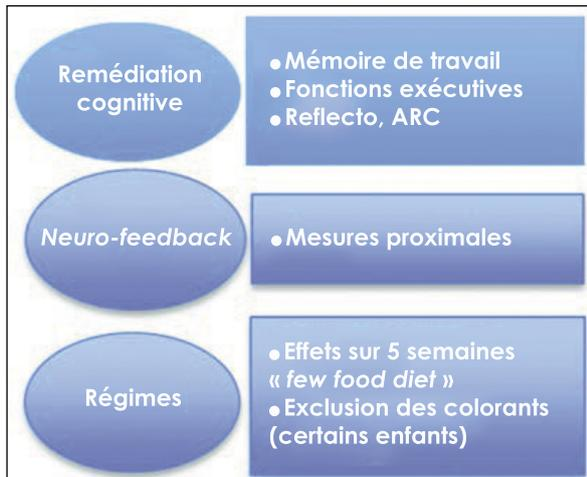 Remédiation
cognitive
● Mémoire de travail
● Fonctions exécutives
● Reflecto, ARC
Neuro-feedback
● Mesures proximales
Régimes
● Effets sur 5 semaines
« few food diet »
● Exclusion des colorants
(certains enfants)